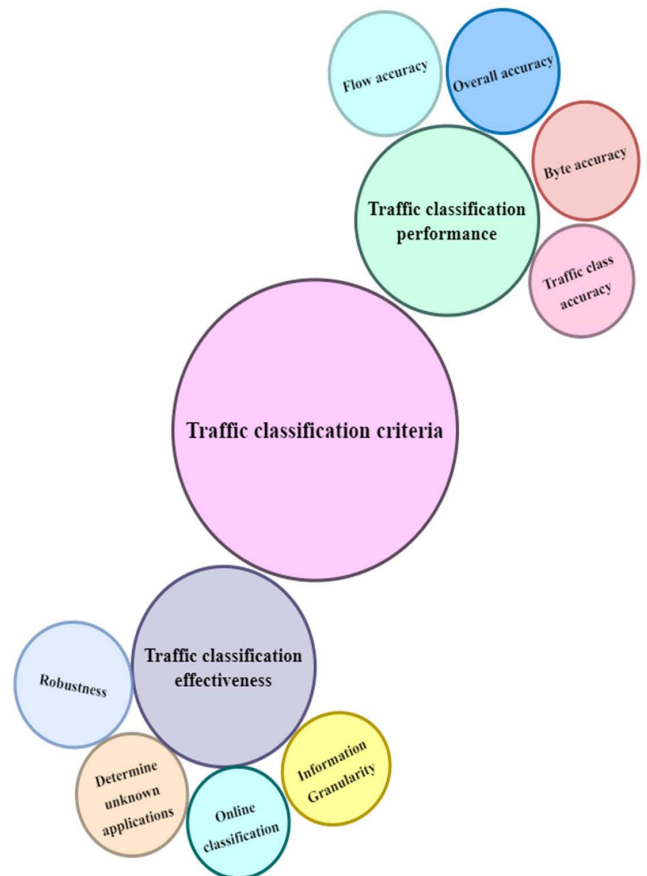 Flow accuracy
Overall accuracy
Byte accuracy
Traffic classification
performance
Traffic class
accuracy
Traffic classification criteria
Traffic classification
effectiveness
Robustness
Determine
unknown
applications
Online
classification
Information
Granularity